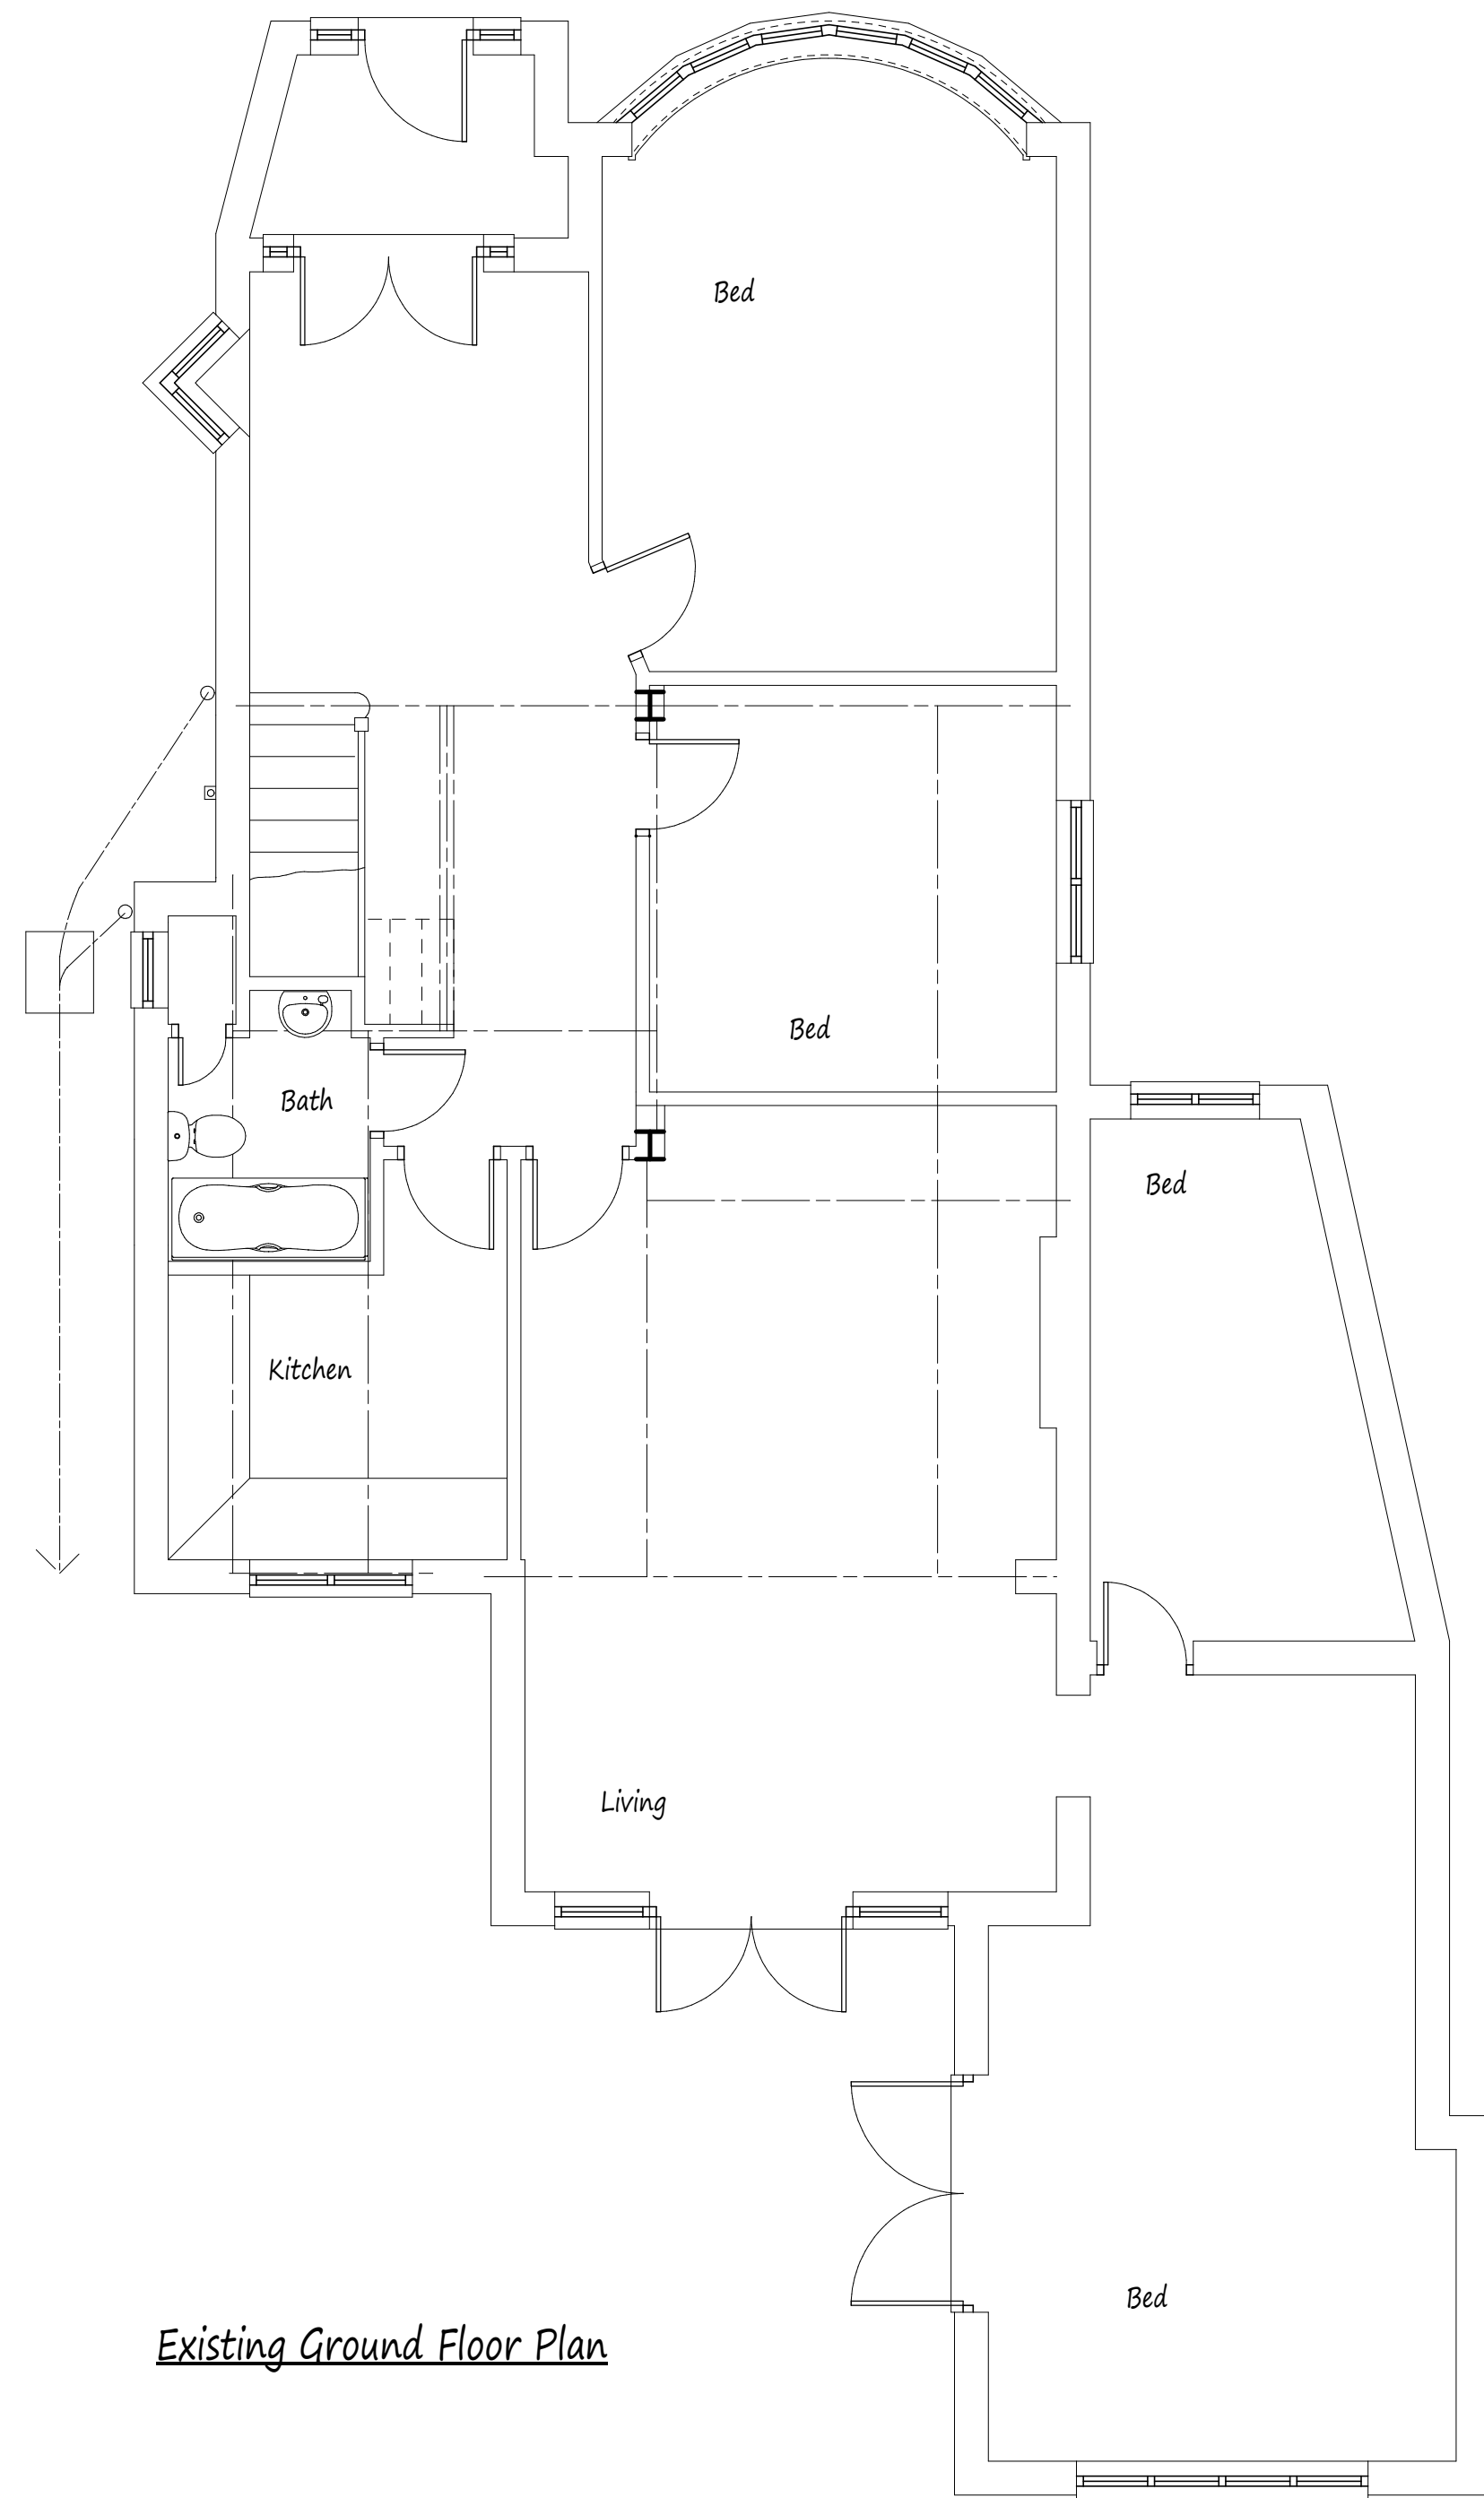 Bed
Bed
Bath
Bed
Kitchen
Living
Bed
Existing Ground Floor Plan